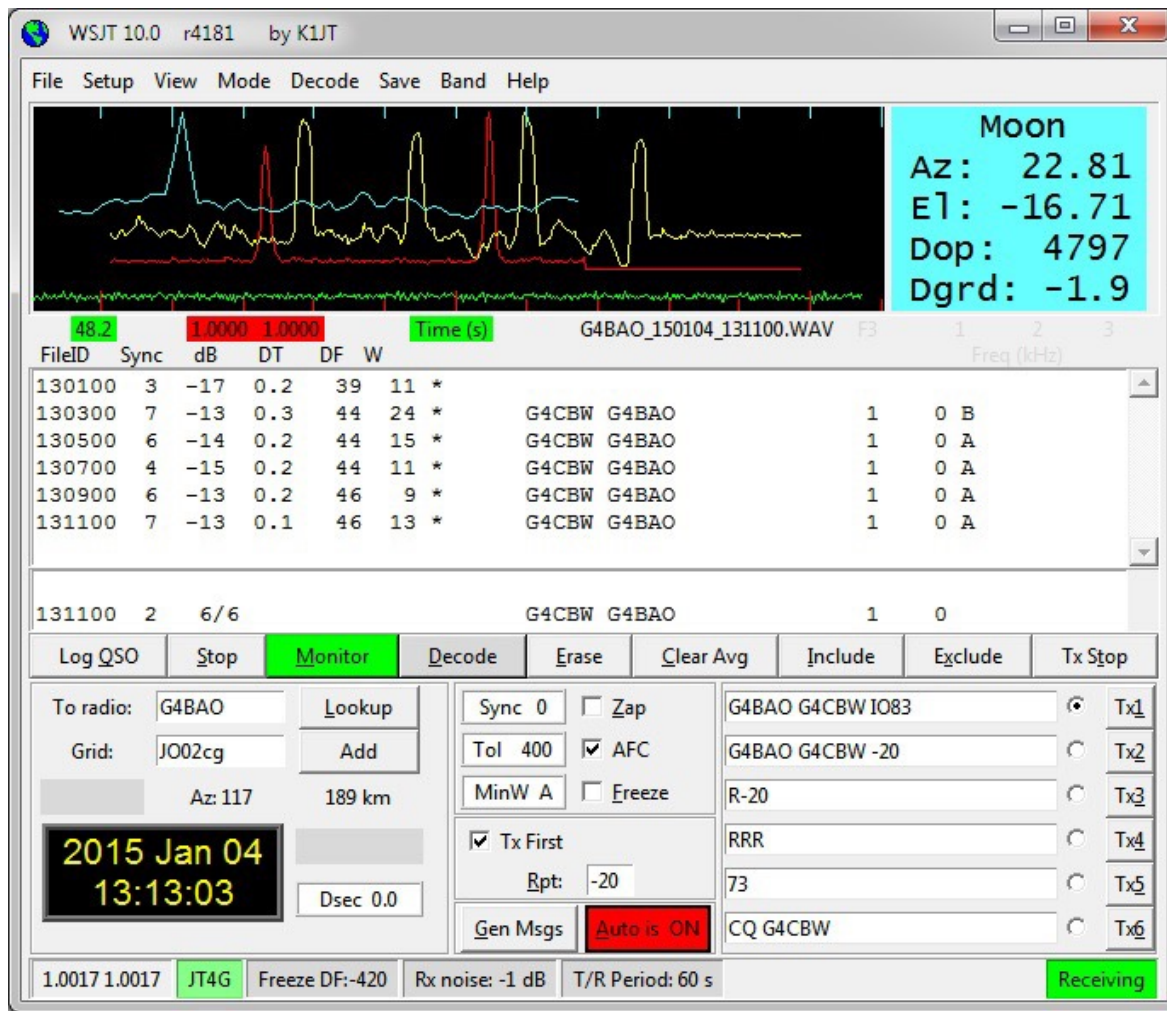 WSJT 10.0 r4181 by K1JT
File Setup View Mode Decode Save Band Help
Moon
Az: 22.81
El: -16.71
Dop: 4797
Dgrd: -1.9
48.2 1.0000 1.0000 Time (s) G4BAO_150104_131100.WAV F3 1 2 3
FileID Sync dB DT DF W Freq (kHz)
130100 3 -17 0.2 39 11 *
130300 7 -13 0.3 44 24 * G4CBW G4BAO 1 0 B
130500 6 -14 0.2 44 15 * G4CBW G4BAO 1 0 A
130700 4 -15 0.2 44 11 * G4CBW G4BAO 1 0 A
130900 6 -13 0.2 46 9 * G4CBW G4BAO 1 0 A
131100 7 -13 0.1 46 13 * G4CBW G4BAO 1 0 A
131100 2 6/6 G4CBW G4BAO 1 0
Log QSO Stop Monitor Decode Erase Clear Avg Include Exclude Tx Stop
To radio: G4BAO Lookup
Grid: JO02cg Add
Az: 117 189 km
2015 Jan 04
13:13:03
Dsec 0.0
Sync 0 Zap
Tol 400 AFC
MinW A Freeze
Tx First
Rpt: -20
Gen Msgs Auto is ON
G4BAO G4CBW IO83 Tx1
G4BAO G4CBW -20 Tx2
R-20 Tx3
RRR Tx4
73 Tx5
CQ G4CBW Tx6
1.0017 1.0017 JT4G Freeze DF:-420 Rx noise: -1 dB T/R Period: 60 s Receiving